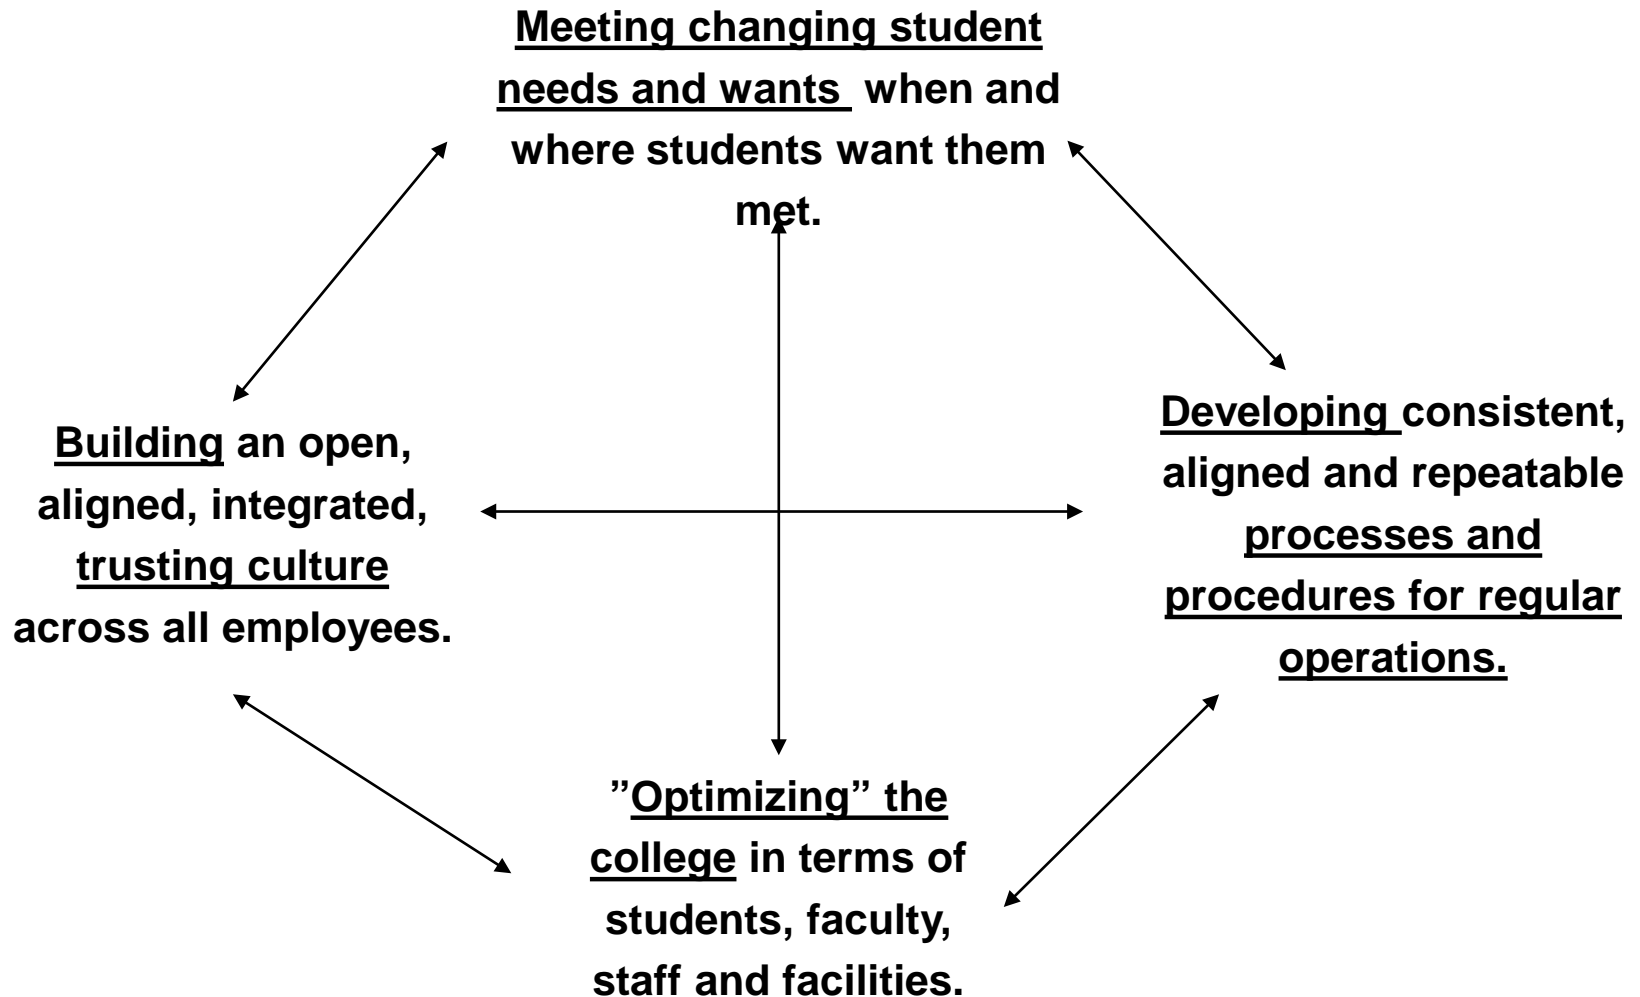 Meeting changing student
needs and wants when and
where students want them
met.
Building an open,
aligned, integrated,
trusting culture
across all employees.
Developing consistent,
aligned and repeatable
processes and
procedures for regular
operations.
”Optimizing” the
college in terms of
students, faculty,
staff and facilities.